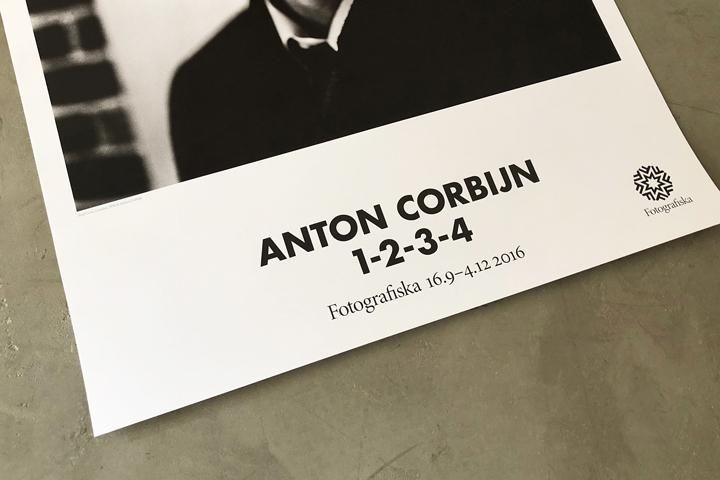 ANTON CORBIJN
1-2-3-4
Fotografiska 16.9–4.12 2016
Fotografiska